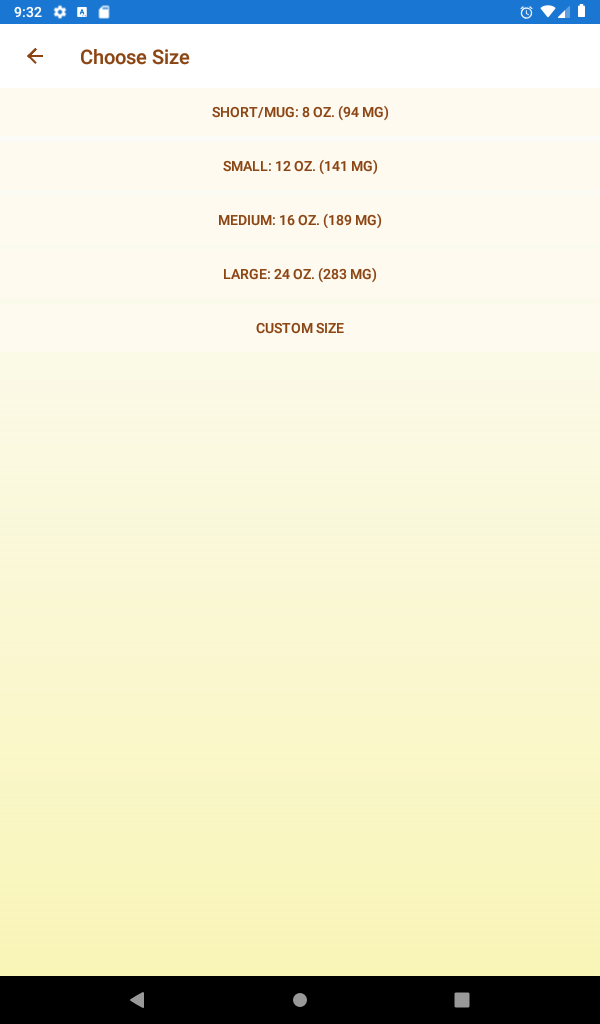 9:32
Choose Size
SHORT/MUG: 8 OZ. (94 MG)
SMALL: 12 OZ. (141 MG)
MEDIUM: 16 OZ. (189 MG)
LARGE: 24 OZ. (283 MG)
CUSTOM SIZE